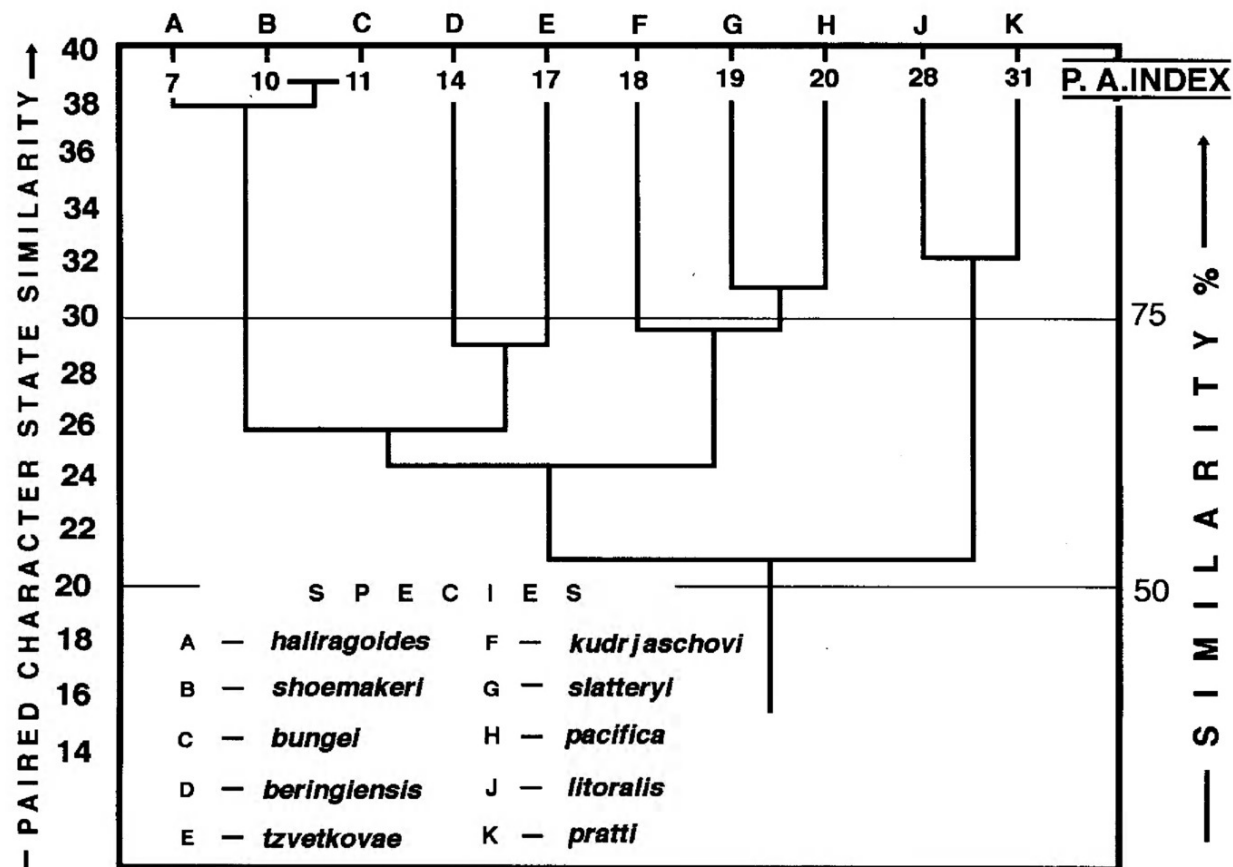 A B C D E F G H J K
40
7 10 11 14 17 18 19 20 28 31 P. A.INDEX
38
36
34
32
30 75
28
26
24
22
20 50
S P E C I E S
18
16
14
A — haliragoides F — kudrjaschovi
B — shoemakeri G — slatteryi
C — bungei H — pacifica
D — beringiensis J — litoralis
E — tzvetkovae K — pratti
PAIRED CHARACTER STATE SIMILARITY
SIMILARITY %